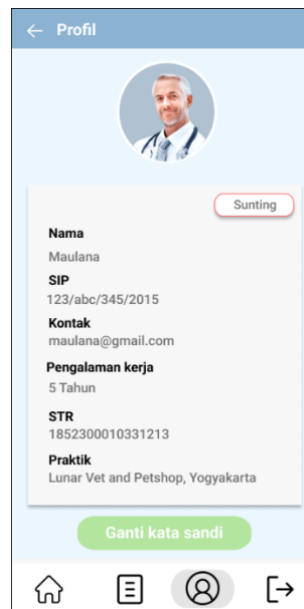 Profil
Sunting
Nama
Maulana
SIP
123/abc/345/2015
Kontak
maulana@gmail.com
Pengalaman kerja
5 Tahun
STR
1852300010331213
Praktik
Lunar Vet and Petshop, Yogyakarta
Ganti kata sandi